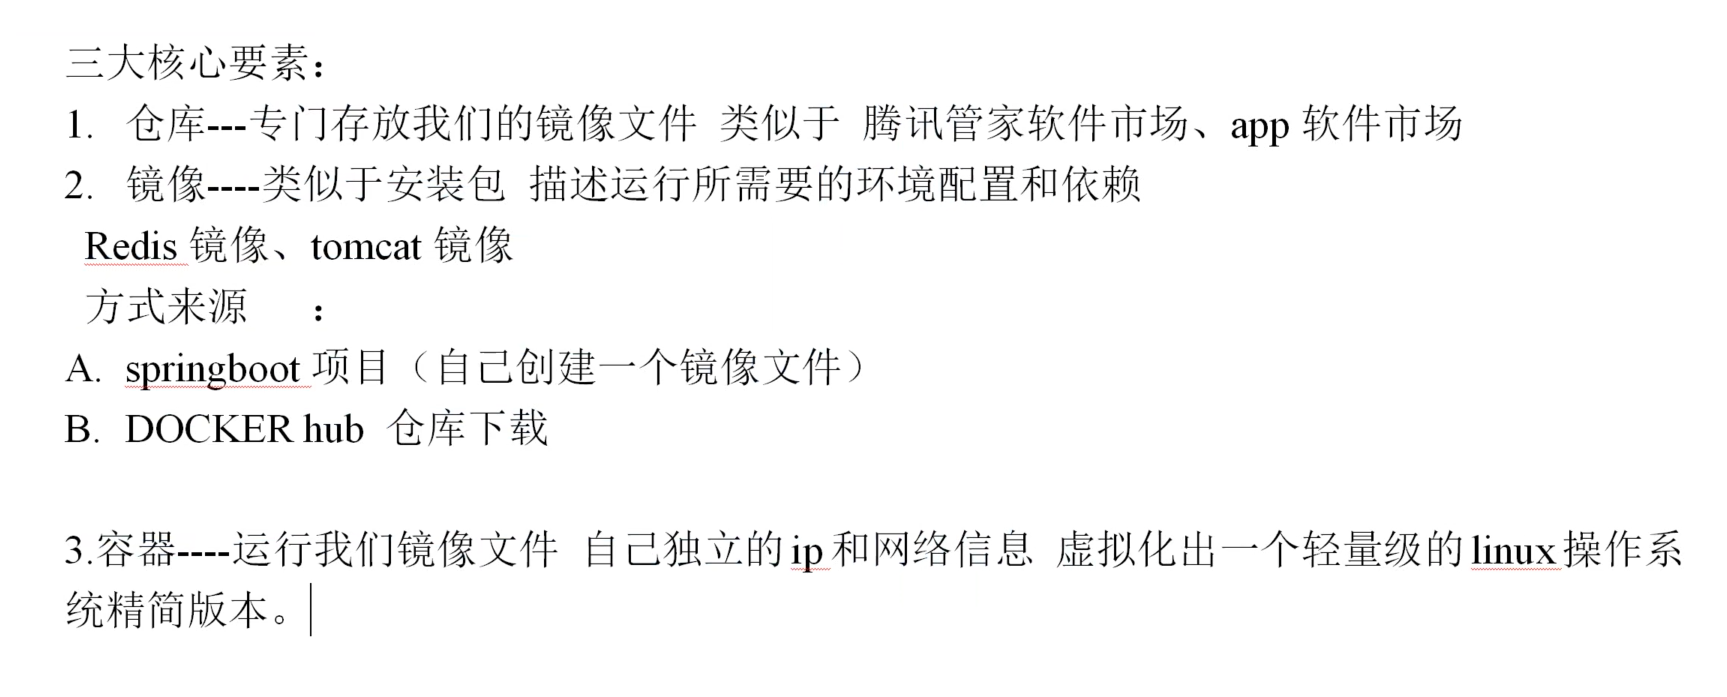 三大核心要素：
1. 仓库---专门存放我们的镜像文件 类似于 腾讯管家软件市场、app 软件市场
2. 镜像----类似于安装包 描述运行所需要的环境配置和依赖
Redis 镜像、tomcat 镜像
方式来源 ：
A. springboot 项目（自己创建一个镜像文件）
B. DOCKER hub 仓库下载
3.容器----运行我们镜像文件 自己独立的 ip 和网络信息 虚拟化出一个轻量级的 linux 操作系
统精简版本。